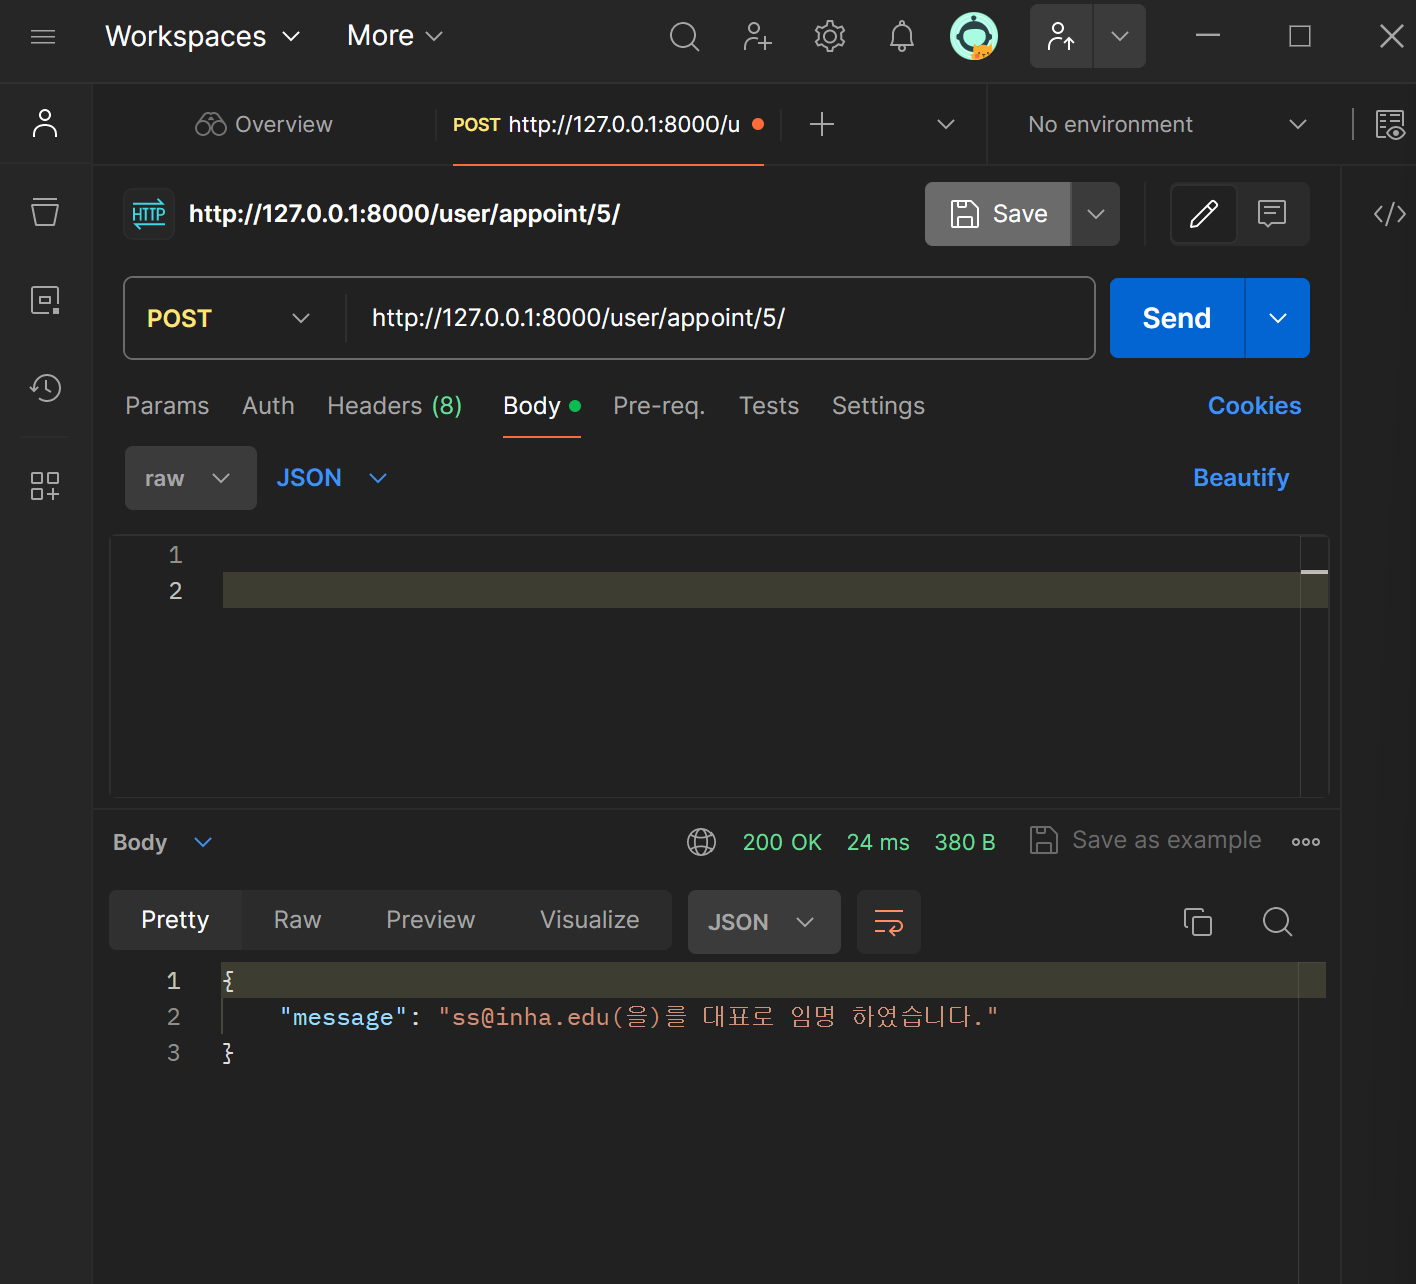 Workspaces More
Overview POST http://127.0.0.1:8000/u No environment
HTTP http://127.0.0.1:8000/user/appoint/5/ Save
POST http://127.0.0.1:8000/user/appoint/5/ Send
Params Auth Headers (8) Body Pre-req. Tests Settings Cookies
raw JSON Beautify
1
2
Body 200 OK 24 ms 380 B Save as example
Pretty Raw Preview Visualize JSON
1 {
2 "message": "ss@inha.edu(을)를 대표로 임명 하였습니다."
3 }